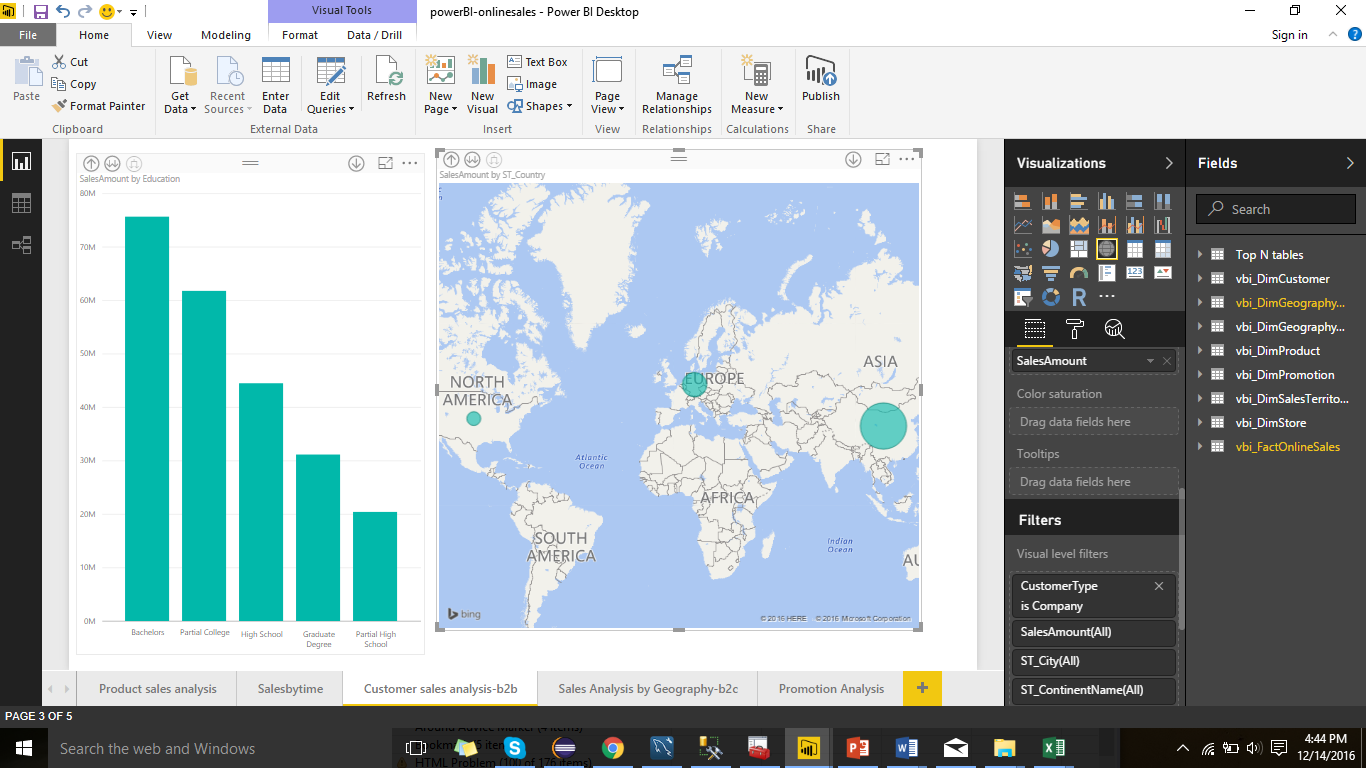 Visual Tools
powerBI-onlinesales - Power BI Desktop
File
Home
View
Modeling
Format
Data / Drill
Sign in
Paste
Cut
Copy
Format Painter
Clipboard
Get
Data
Recent
Sources
Enter
Data
Edit
Queries
Refresh
External Data
New
Page
New
Visual
Text Box
Image
Shapes
Insert
Page
View
View
Manage
Relationships
Relationships
New
Measure
Calculations
Publish
Share
SalesAmount by Education
80M
70M
60M
50M
40M
30M
20M
10M
0M
Bachelors
Partial College
High School
Graduate
Degree
Partial High
School
SalesAmount by ST_Country
NORTH
AMERICA
EUROPE
ASIA
Atlantic
Ocean
AFRICA
SOUTH
AMERICA
Indian
Ocean
AU
bing
© 2016 HERE © 2016 Microsoft Corporation
Visualizations
R
123
SalesAmount
Color saturation
Drag data fields here
Tooltips
Drag data fields here
Filters
Visual level filters
CustomerType
is Company
SalesAmount(All)
ST_City(All)
ST_ContinentName(All)
Fields
Search
Top N tables
vbi_DimCustomer
vbi_DimGeography...
vbi_DimGeography...
vbi_DimProduct
vbi_DimPromotion
vbi_DimSalesTerrito...
vbi_DimStore
vbi_FactOnlineSales
Product sales analysis
Salesbytime
Customer sales analysis-b2b
Sales Analysis by Geography-b2c
Promotion Analysis
PAGE 3 OF 5
Search the web and Windows
HTML Problem (100 of 176 items)
4:44 PM
12/14/2016